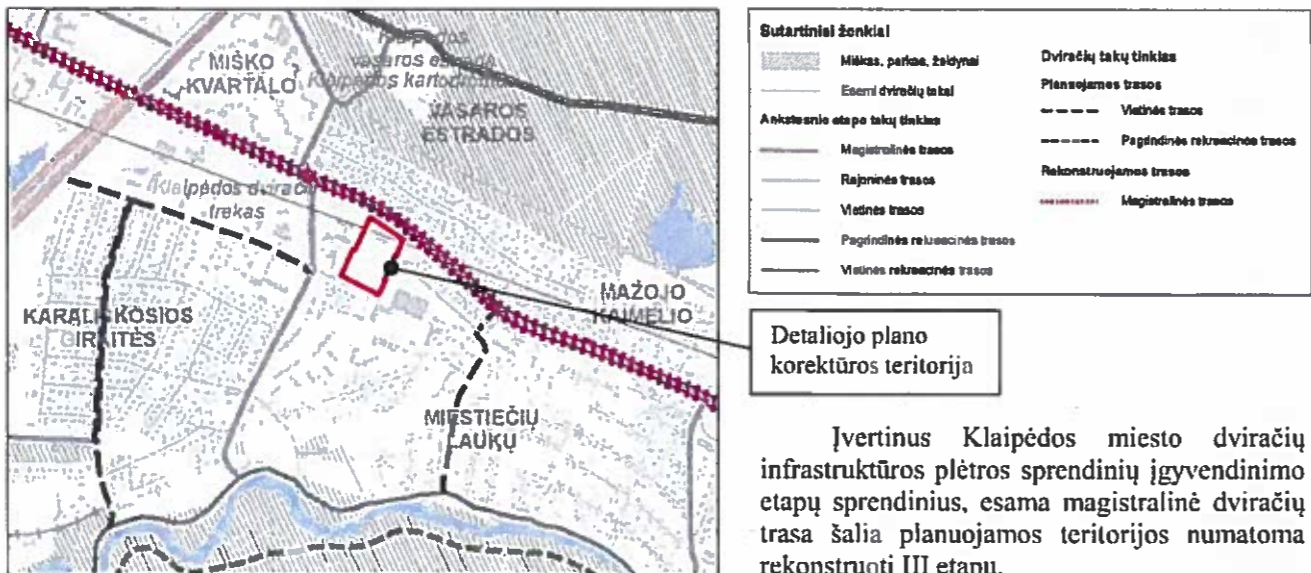 MIŠKO
KVARTALO
Klaipėdos
vasaros estrada
Klaipėdos kartodromas
VASAROS
ESTRADOS
Klaipėdos dviračių
trekas
KARALIŠKOSIOS
GIRAITĖS
MAŽOJO
KAIMELIO
MIESTIEČIŲ
LAUKŲ
Sutartiniai ženklai
Miškas, parkas, želdynai
Esami dviračių takai
Ankstesnio etapo takų tinklas
Magistralinės trasos
Rajoninės trasos
Vietinės trasos
Pagrindinės rekreacinės trasos
Vietinės rekreacinės trasos
Dviračių takų tinklas
Planuojamos trasos
Vietinės trasos
Pagrindinės rekreacinės trasos
Rekonstruojamos trasos
Magistralinės trasos
Detaliojo plano
korektūros teritorija
Įvertinus Klaipėdos miesto dviračių
infrastruktūros plėtros sprendinių įgyvendinimo
etapų sprendinius, esama magistralinė dviračių
trasa šalia planuojamos teritorijos numatoma
rekonstruoti III etapu.